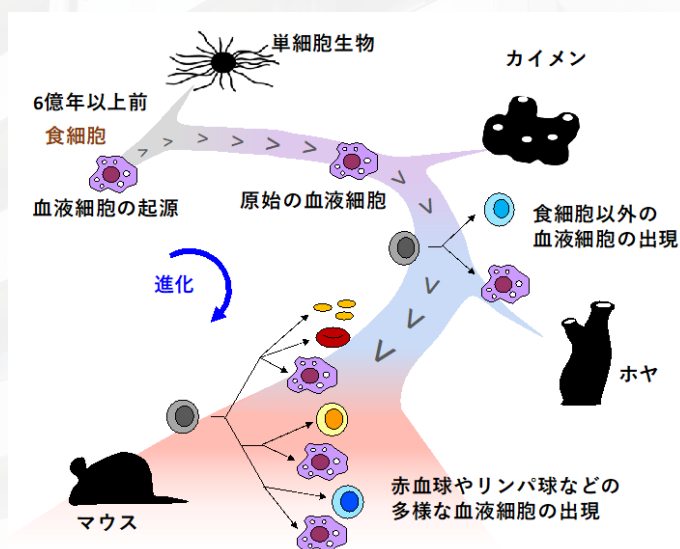 単細胞生物
カイメン
6億年以上前
食細胞
血液細胞の起源
原始の血液細胞
食細胞以外の
血液細胞の出現
進化
ホヤ
赤血球やリンパ球などの
多様な血液細胞の出現
マウス